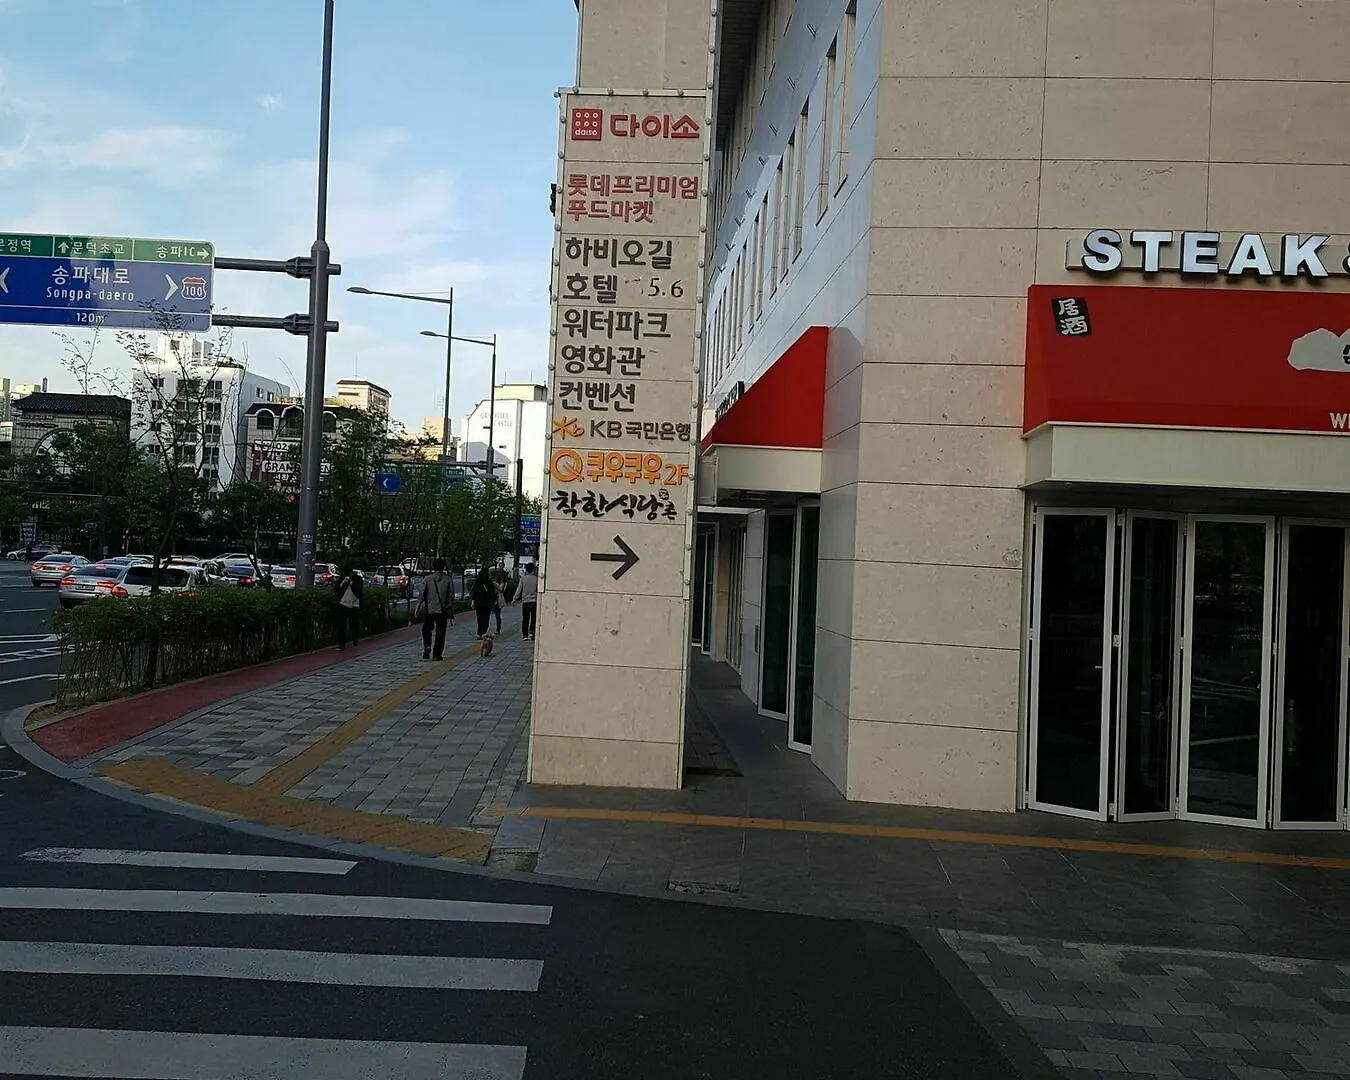 문정역 ↑문덕초교 송파IC→
송파대로
Songpa-daero
100
120m
daiso 다이소
롯데프리미엄
푸드마켓
하비오길
호텔 5.6
워터파크
영화관
컨벤션
KB국민은행
쿠우쿠우 2F
착한식당촌
→
STEAK &
居酒